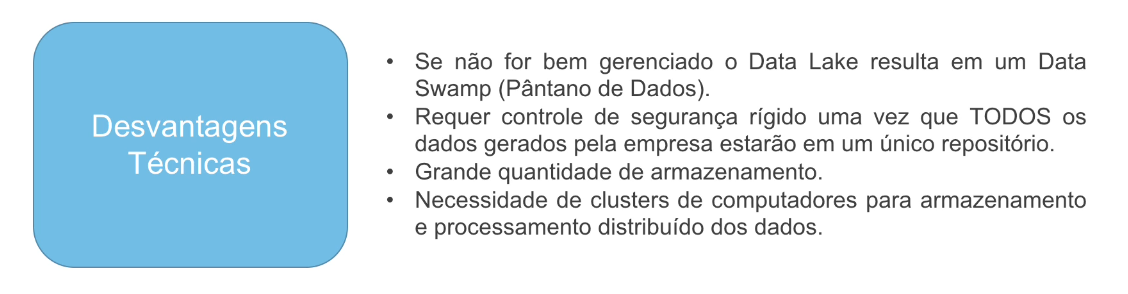 Desvantagens
Técnicas
• Se não for bem gerenciado o Data Lake resulta em um Data
Swamp (Pântano de Dados).
• Requer controle de segurança rígido uma vez que TODOS os
dados gerados pela empresa estarão em um único repositório.
• Grande quantidade de armazenamento.
• Necessidade de clusters de computadores para armazenamento
e processamento distribuído dos dados.